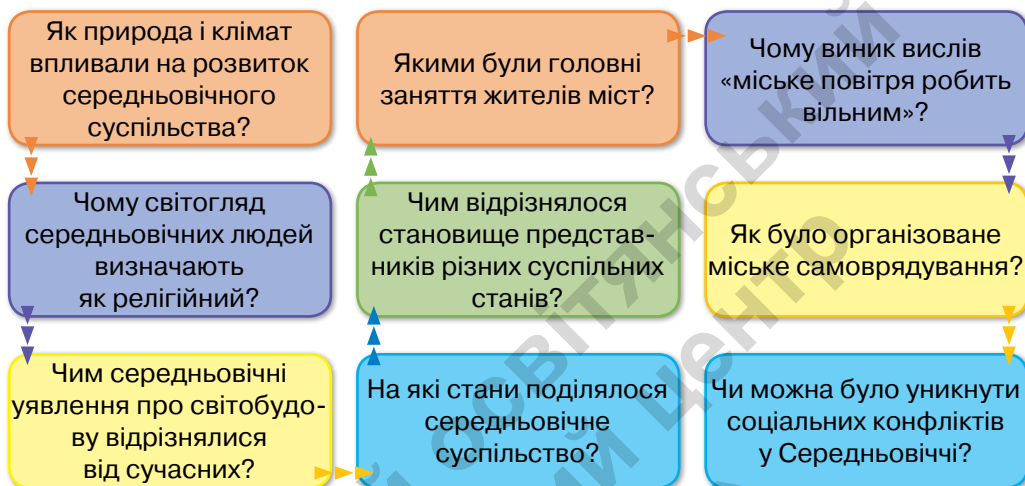 Як природа і клімат
впливали на розвиток
середньовічного
суспільства?
Чому світогляд
середньовічних людей
визначають
як релігійний?
Чим середньовічні
уявлення про світобудо-
ву відрізнялися
від сучасних?
На які стани поділялося
середньовічне
суспільство?
Чим відрізнялося
становище представ-
ників різних суспільних
станів?
Якими були головні
заняття жителів міст?
Чому виник вислів
«міське повітря робить
вільним»?
Як було організоване
міське самоврядування?
Чи можна було уникнути
соціальних конфліктів
у Середньовіччі?
освітянський
центр